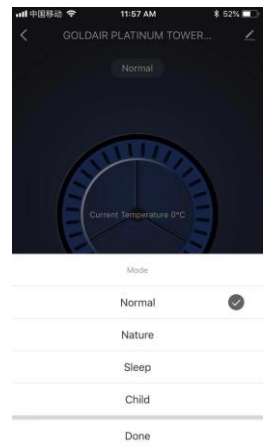 中国移动 11:57 AM 52%
GOLDAIR PLATINUM TOWER...
Normal
Current Temperature 0°C
Mode
Normal
Nature
Sleep
Child
Done